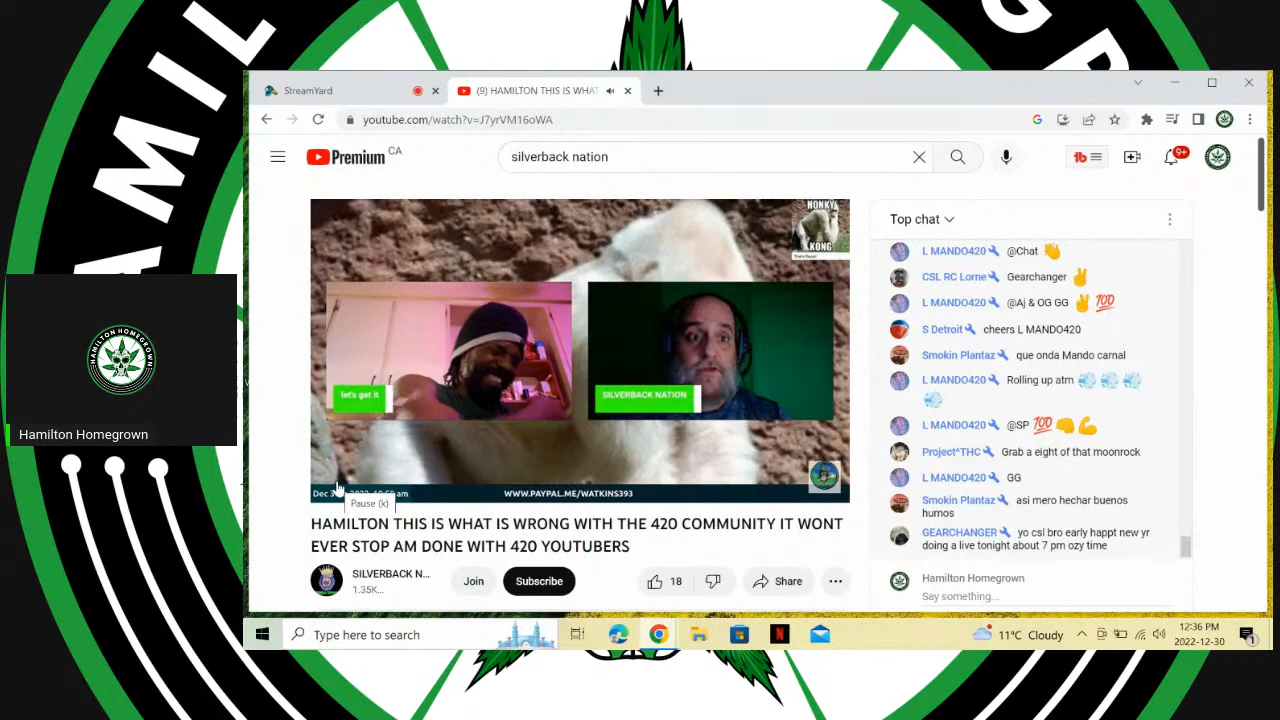 HAMIL
GR
StreamYard
(9) HAMILTON THIS IS WHAT
youtube.com/watch?v=J7yrVM16oWA
Premium CA
silverback nation
9+
HONKY
KONG
let's get it
SILVERBACK NATION
WWW.PAYPAL.ME/WATKINS393
Pause (k)
HAMILTON THIS IS WHAT IS WRONG WITH THE 420 COMMUNITY IT WONT
EVER STOP AM DONE WITH 420 YOUTUBERS
SILVERBACK N...
1.35K...
Join
Subscribe
18
Share
Top chat
L MANDO420 @Chat 👋
CSL RC Lorne Gearchanger ✌
L MANDO420 @Aj & OG GG ✌ 💯
S Detroit cheers L MANDO420
Smokin Plantaz que onda Mando carnal
L MANDO420 Rolling up atm 💨 💨 💨
💨
L MANDO420 @SP 💯 👊 💪
Project^THC Grab a eight of that moonrock
L MANDO420 GG
Smokin Plantaz asi mero hechar buenos
humos
GEARCHANGER yo csl bro early happt new yr
doing a live tonight about 7 pm ozy time
Hamilton Homegrown
Say something...
HAMILTON HOMEGROWN
Hamilton Homegrown
Type here to search
N
11°C Cloudy
12:36 PM
2022-12-30
1